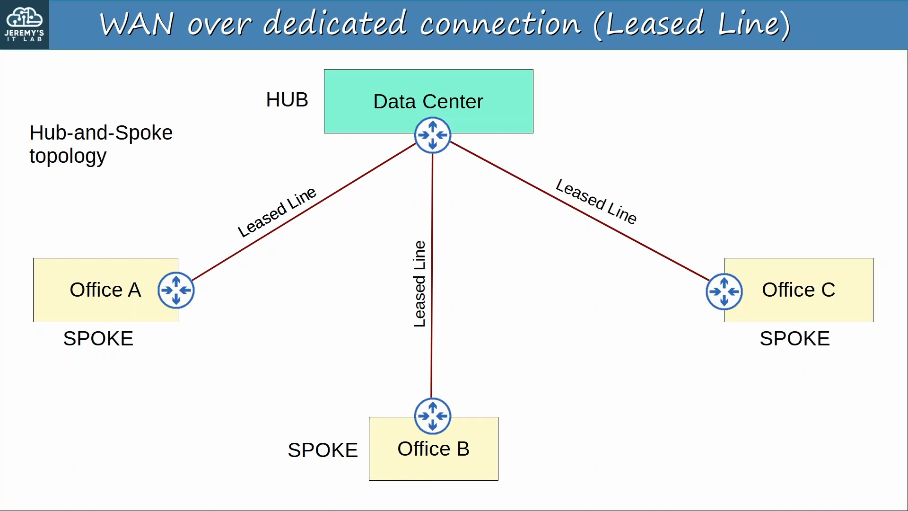 JEREMY'S
IT LAB
WAN over dedicated connection (Leased Line)
HUB
Data Center
Hub-and-Spoke
topology
Leased Line
Leased Line
Leased Line
Office A
SPOKE
Office C
SPOKE
SPOKE
Office B